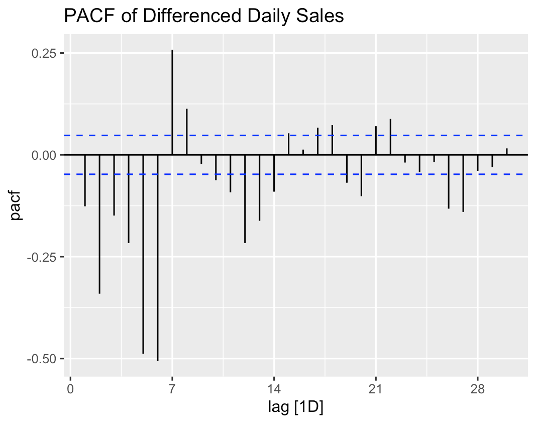 PACF of Differenced Daily Sales
0.25
0.00
-0.25
-0.50
pacf
0 7 14 21 28
lag [1D]